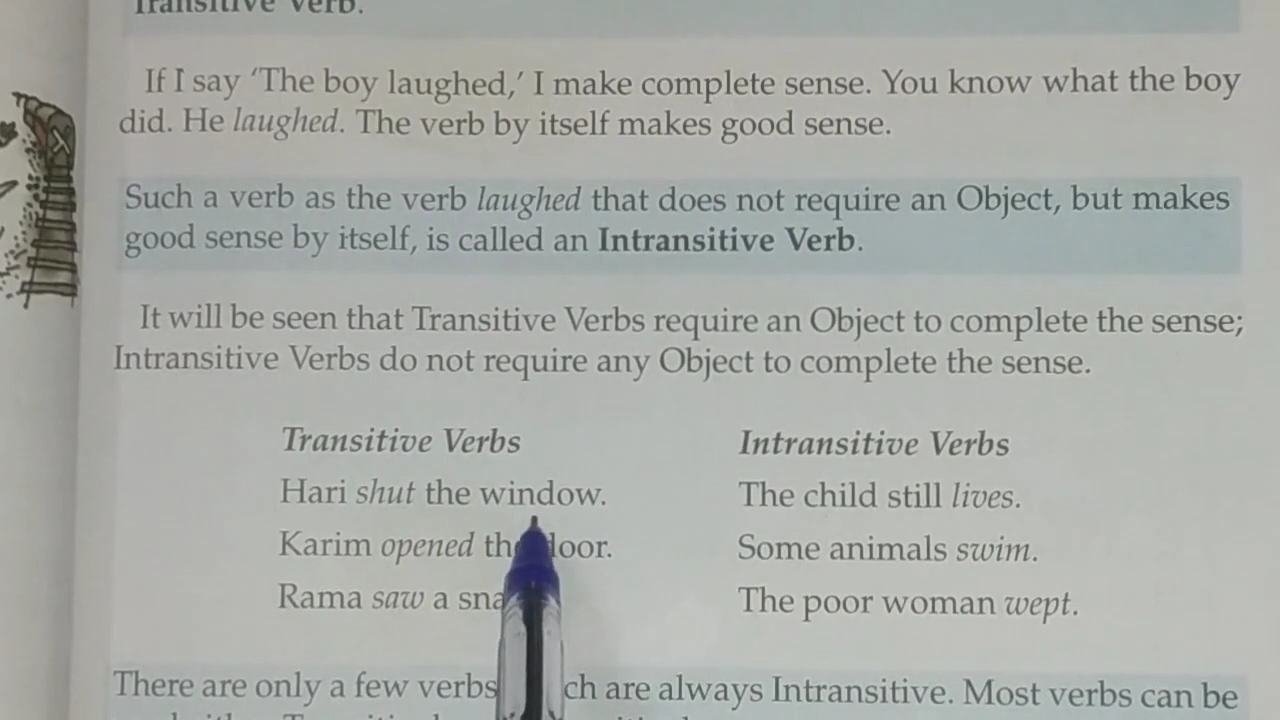 Transitive Verb.
If I say ‘The boy laughed,’ I make complete sense. You know what the boy
did. He laughed. The verb by itself makes good sense.
Such a verb as the verb laughed that does not require an Object, but makes
good sense by itself, is called an Intransitive Verb.
It will be seen that Transitive Verbs require an Object to complete the sense;
Intransitive Verbs do not require any Object to complete the sense.
Transitive Verbs
Hari shut the window.
Karim opened the door.
Rama saw a
Intransitive Verbs
The child still lives.
Some animals swim.
The poor woman wept.
There are only a few verbs are always Intransitive. Most verbs can be